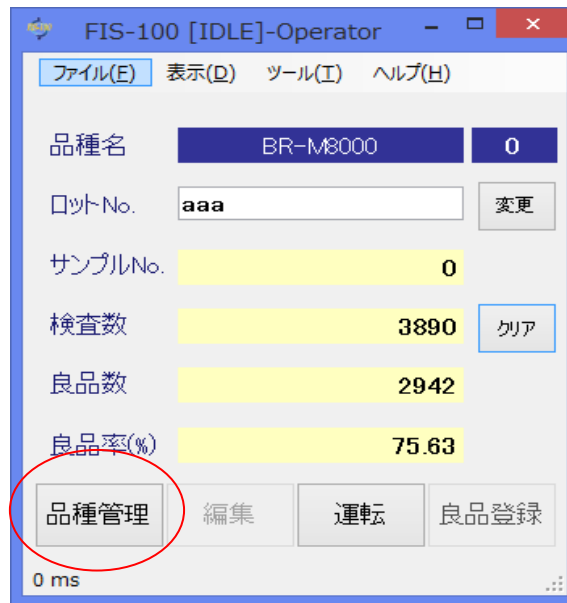 FIS-100 [IDLE]-Operator
ファイル(F) 表示(D) ツール(T) ヘルプ(H)
品種名 BR-M8000 0
ロットNo. aaa 変更
サンプルNo. 0
検査数 3890 クリア
良品数 2942
良品率(%) 75.63
品種管理 編集 運転 良品登録
0 ms